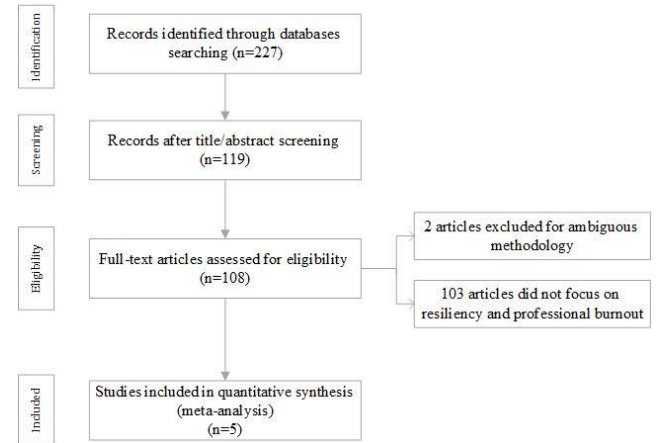 Identification
Records identified through databases
searching (n=227)
Screening
Records after title/abstract screening
(n=119)
Eligibility
Full-text articles assessed for eligibility
(n=108)
2 articles excluded for ambiguous
methodology
103 articles did not focus on
resiliency and professional burnout
Included
Studies included in quantitative synthesis
(meta-analysis)
(n=5)